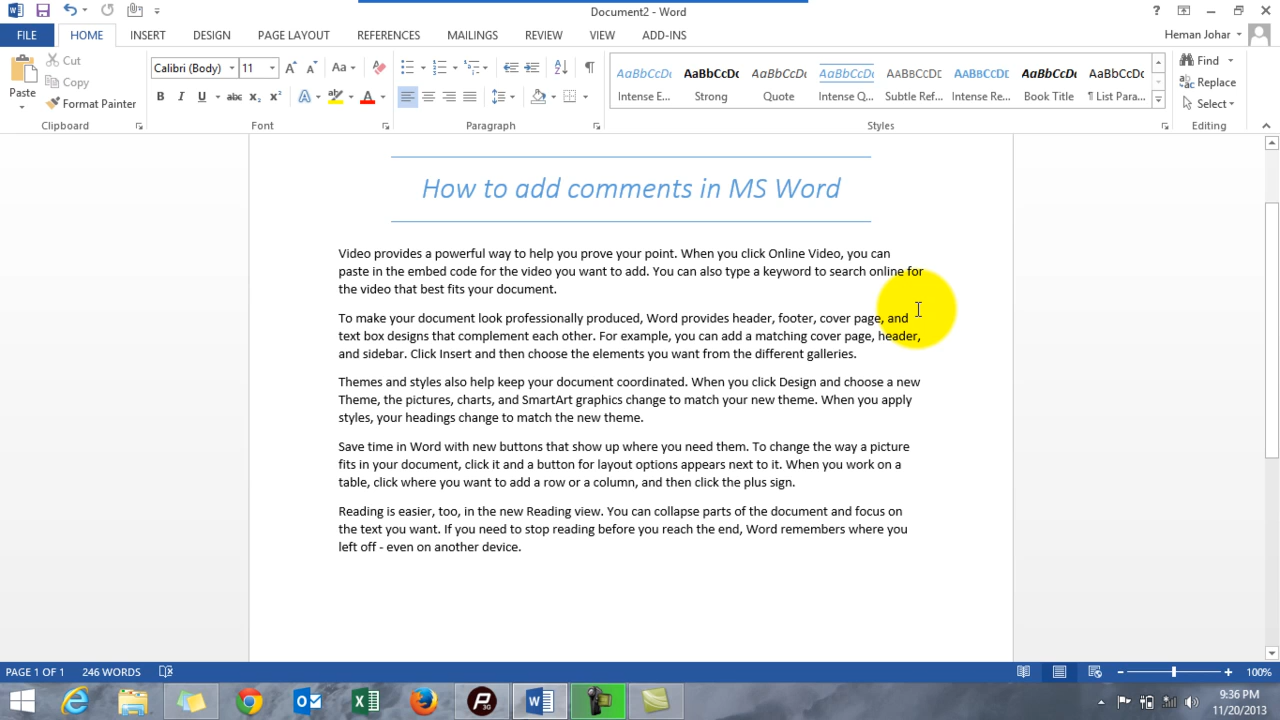 Document2 - Word
FILE HOME INSERT DESIGN PAGE LAYOUT REFERENCES MAILINGS REVIEW VIEW ADD-INS Heman Johar
Cut
Copy
Format Painter
Paste
Clipboard
Calibri (Body) 11 Aa
B I U abc x₂ x² A A
Font
Paragraph
AaBbCcDc AaBbCcDc AaBbCcDc AaBbCcDc AaBbCcDc AaBbCcDc AaBbCcDc AaBbCcDc
Intense E... Strong Quote Intense Q... Subtle Ref... Intense Re... Book Title ¶ List Para...
Styles
Find
Replace
Select
Editing
How to add comments in MS Word
Video provides a powerful way to help you prove your point. When you click Online Video, you can
paste in the embed code for the video you want to add. You can also type a keyword to search online for
the video that best fits your document.
To make your document look professionally produced, Word provides header, footer, cover page, and
text box designs that complement each other. For example, you can add a matching cover page, header,
and sidebar. Click Insert and then choose the elements you want from the different galleries.
Themes and styles also help keep your document coordinated. When you click Design and choose a new
Theme, the pictures, charts, and SmartArt graphics change to match your new theme. When you apply
styles, your headings change to match the new theme.
Save time in Word with new buttons that show up where you need them. To change the way a picture
fits in your document, click it and a button for layout options appears next to it. When you work on a
table, click where you want to add a row or a column, and then click the plus sign.
Reading is easier, too, in the new Reading view. You can collapse parts of the document and focus on
the text you want. If you need to stop reading before you reach the end, Word remembers where you
left off - even on another device.
PAGE 1 OF 1 246 WORDS 100%
9:36 PM
11/20/2013